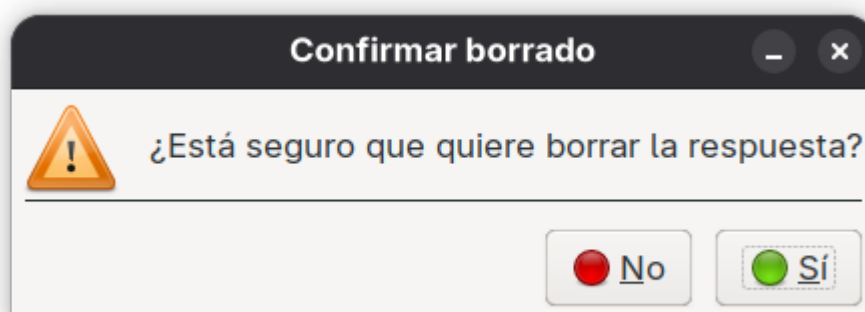 Confirmar borrado
¿Está seguro que quiere borrar la respuesta?
No
Sí